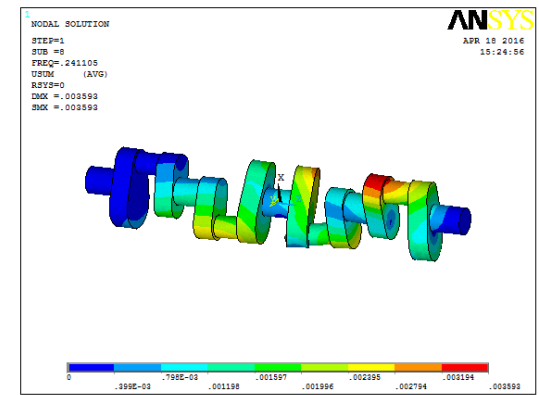 1
NODAL SOLUTION
ANSYS
STEP=1
SUB =8
FREQ=.241105
USUM (AVG)
RSYS=0
DMX =.003593
SMX =.003593
APR 18 2016
15:24:56
X
0 .798E-03 .001597 .002395 .003194
.399E-03 .001198 .001996 .002794 .003593